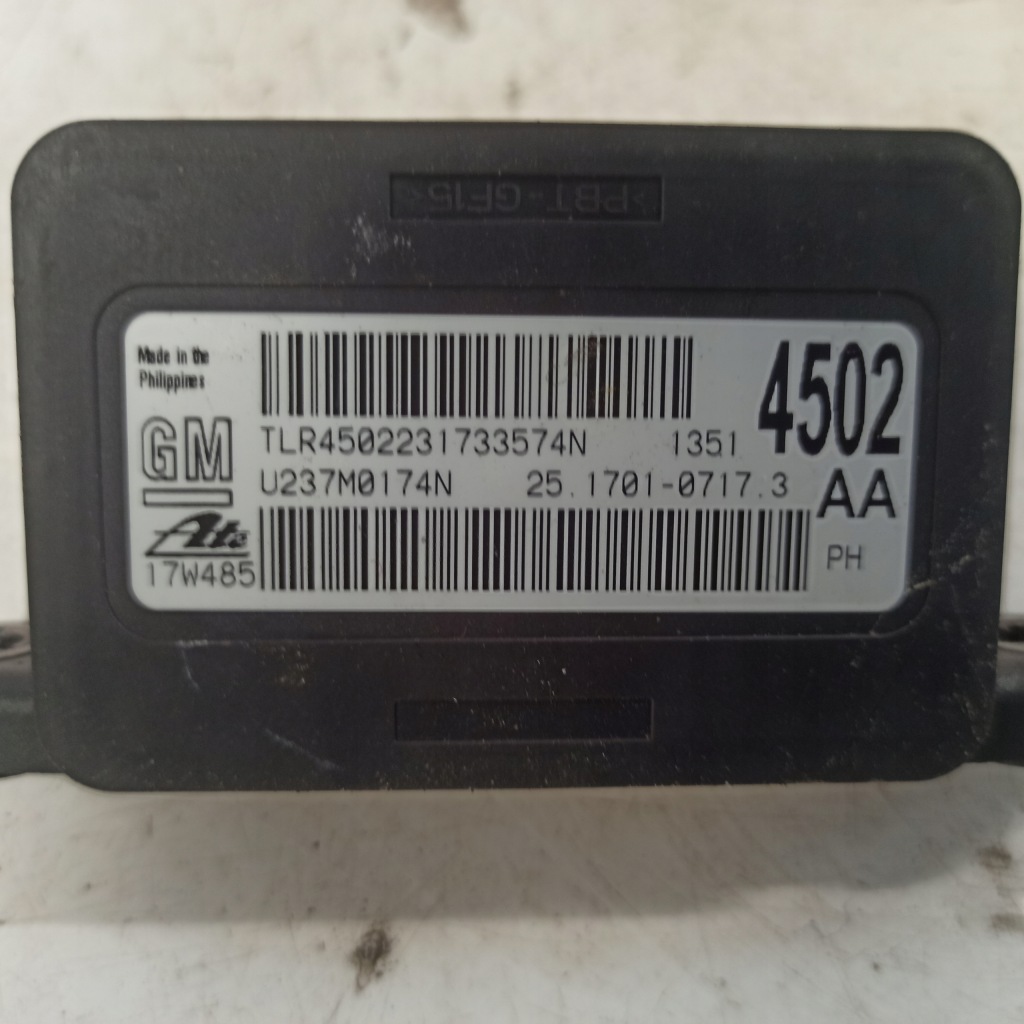 >PBT-GF15<
Made in the
Philippines
4502
GM
TLR4502231733574N 1351
U237M0174N 25.1701-0717.3
AA
Ate
17W485
PH